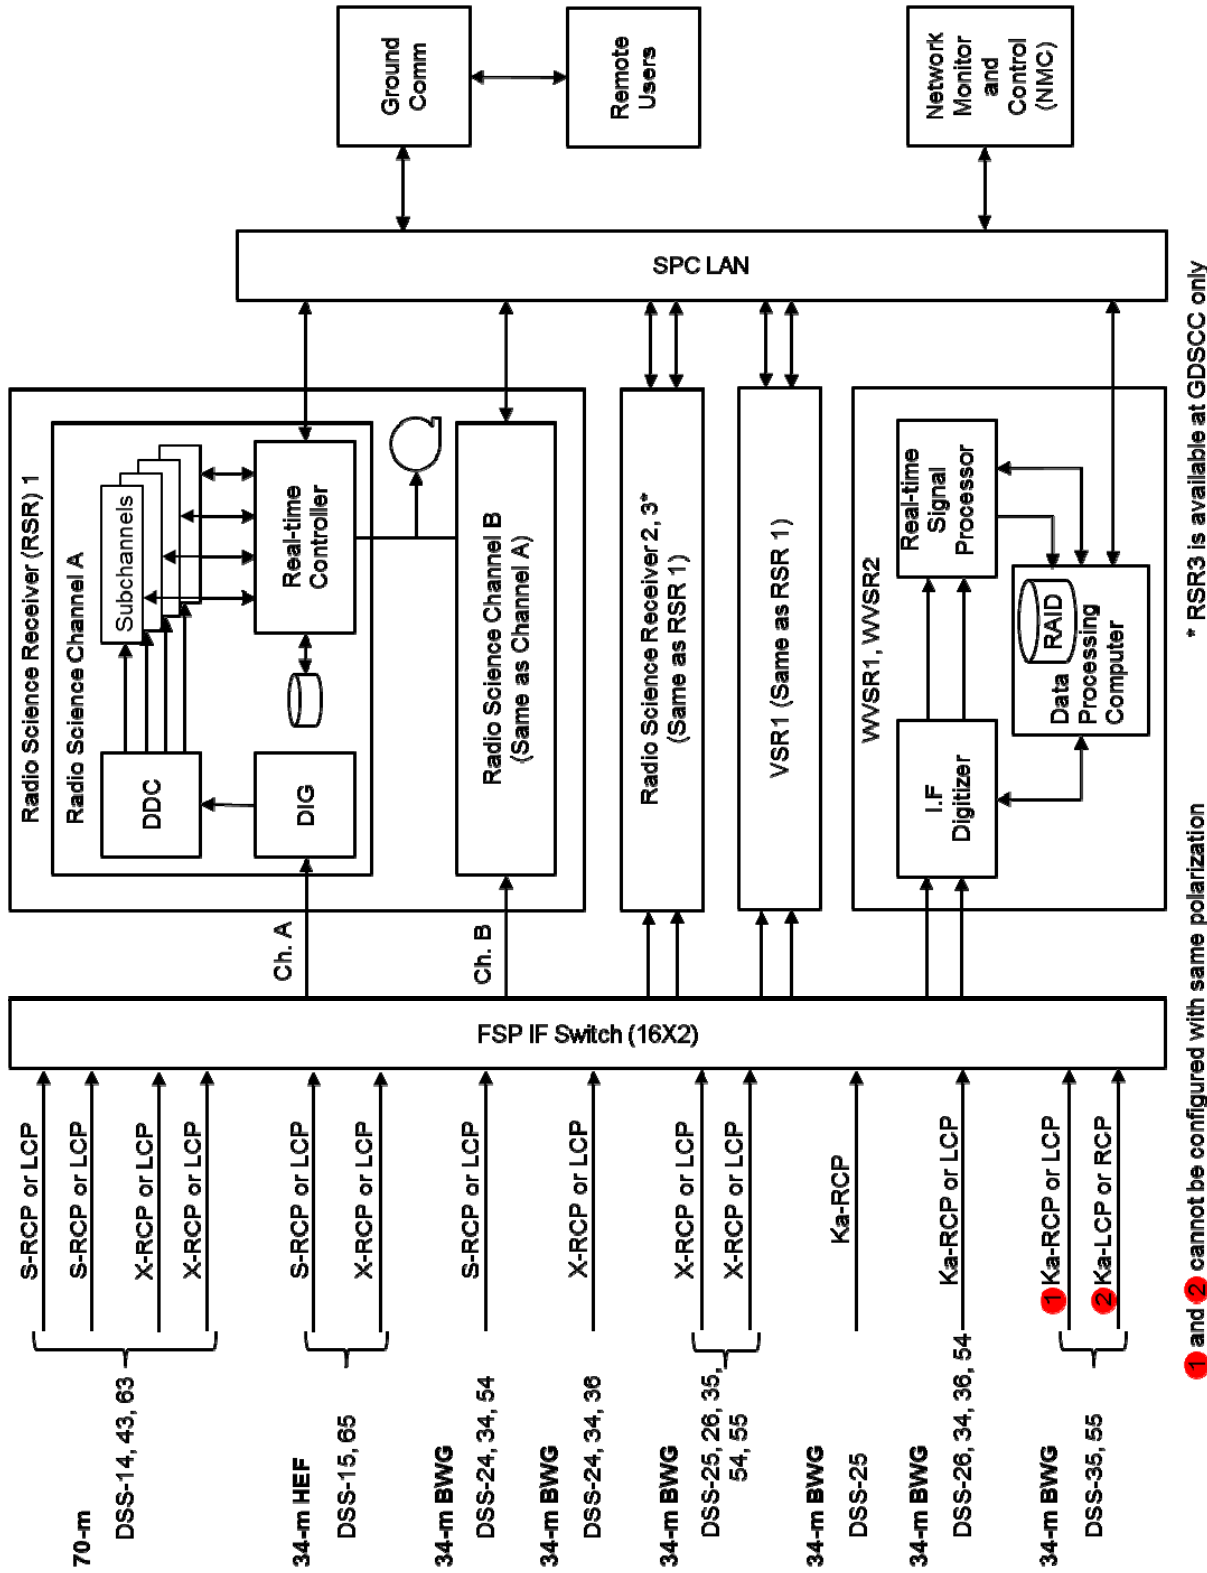 70-m
DSS-14, 43, 63
S-RCP or LCP
S-RCP or LCP
X-RCP or LCP
X-RCP or LCP
34-m HEF
DSS-15, 65
S-RCP or LCP
X-RCP or LCP
34-m BWG
DSS-24, 34, 54
S-RCP or LCP
34-m BWG
DSS-24, 34, 36
X-RCP or LCP
34-m BWG
DSS-25, 26, 35,
54, 55
X-RCP or LCP
X-RCP or LCP
34-m BWG
DSS-25
Ka-RCP
34-m BWG
DSS-26, 34, 36, 54
Ka-RCP or LCP
34-m BWG
DSS-35, 55
1 Ka-RCP or LCP
2 Ka-LCP or RCP
FSP IF Switch (16X2)
Ch. A
Ch. B
Radio Science Receiver (RSR) 1
Radio Science Channel A
DDC
Subchannels
DIG
Real-time
Controller
Radio Science Channel B
(Same as Channel A)
Radio Science Receiver 2, 3*
(Same as RSR 1)
VSR1 (Same as RSR 1)
WVSR1, WVSR2
I.F
Digitizer
Real-time
Signal
Processor
RAID
Data
Processing
Computer
SPC LAN
Ground
Comm
Remote
Users
Network
Monitor
and
Control
(NMC)
1 and 2 cannot be configured with same polarization
* RSR3 is available at GDSCC only